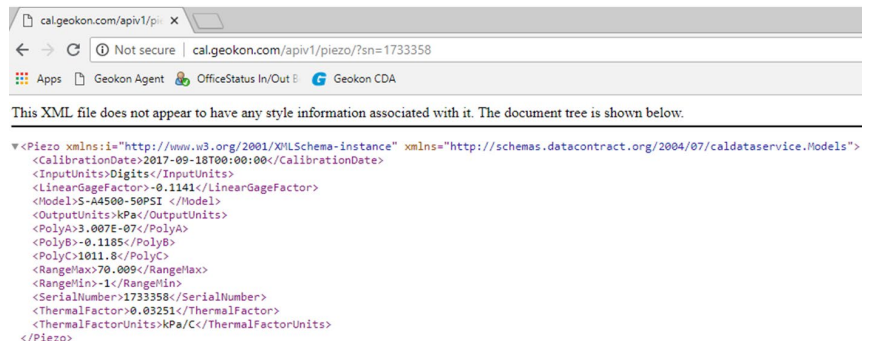 cal.geokon.com/apiv1/pie
Not secure | cal.geokon.com/apiv1/piezo/?sn=1733358
Apps Geokon Agent OfficeStatus In/Out B Geokon CDA
This XML file does not appear to have any style information associated with it. The document tree is shown below.
▼<Piezo xmlns:i="http://www.w3.org/2001/XMLSchema-instance" xmlns="http://schemas.datacontract.org/2004/07/caldataservice.Models">
<CalibrationDate>2017-09-18T00:00:00</CalibrationDate>
<InputUnits>Digits</InputUnits>
<LinearGageFactor>-0.1141</LinearGageFactor>
<Model>S-A4500-50PSI </Model>
<OutputUnits>kPa</OutputUnits>
<PolyA>3.007E-07</PolyA>
<PolyB>-0.1185</PolyB>
<PolyC>1011.8</PolyC>
<RangeMax>70.009</RangeMax>
<RangeMin>-1</RangeMin>
<SerialNumber>1733358</SerialNumber>
<ThermalFactor>0.03251</ThermalFactor>
<ThermalFactorUnits>kPa/C</ThermalFactorUnits>
</Piezo>